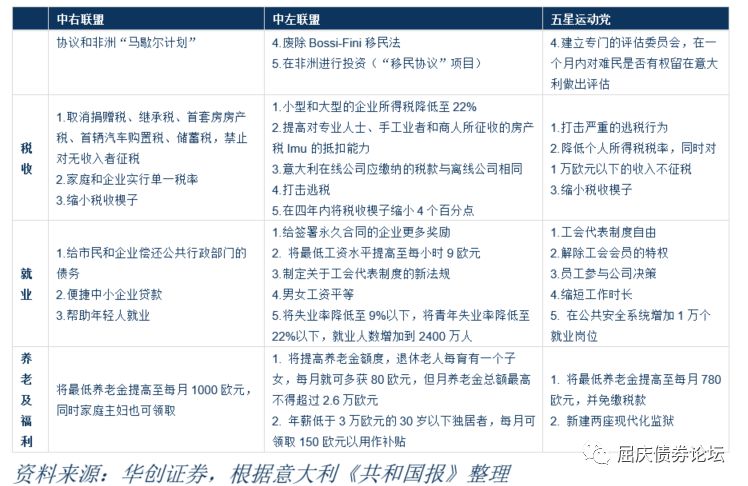 中右联盟
中左联盟
五星运动党
协议和非洲“马歇尔计划”
4.废除 Bossi-Fini 移民法
5.在非洲进行投资（“移民协议”项目）
4.建立专门的评估委员会，在一
个月内对难民是否有权留在意大
利做出评估
税
收
1.取消捐赠税、继承税、首套房房产
税、首辆汽车购置税、储蓄税，禁止
对无收入者征税
2.家庭和企业实行单一税率
3.缩小税收楔子
1.小型和大型的企业所得税降低至 22%
2.提高对专业人士、手工业者和商人所征收的房产
税 Imu 的抵扣能力
3.意大利在线公司应缴纳的税款与离线公司相同
4.打击逃税
5.在四年内将税收楔子缩小 4 个百分点
1.打击严重的逃税行为
2.降低个人所得税税率，同时对
1 万欧元以下的收入不征税
3.缩小税收楔子
就
业
1.给市民和企业偿还公共行政部门的
债务
2.便捷中小企业贷款
3.帮助年轻人就业
1.给签署永久合同的企业更多奖励
2. 将最低工资水平提高至每小时 9 欧元
3.制定关于工会代表制度的新法规
4.男女工资平等
5.将失业率降低至 9%以下，将青年失业率降低至
22%以下，就业人数增加到 2400 万人
1.工会代表制度自由
2.解除工会会员的特权
3.员工参与公司决策
4.缩短工作时长
5. 在公共安全系统增加 1 万个
就业岗位
养
老
及
福
利
将最低养老金提高至每月 1000 欧元，
同时家庭主妇也可领取
1. 将提高养老金额度，退休老人每育有一个子
女，每月就可多获 80 欧元，但月养老金总额最高
不得超过 2.6 万欧元
2. 年薪低于 3 万欧元的 30 岁以下独居者，每月可
领取 150 欧元以用作补贴
1. 将最低养老金提高至每月 780
欧元，并免缴税款
2. 新建两座现代化监狱
屈庆债券论坛
资料来源：华创证券，根据意大利《共和国报》整理